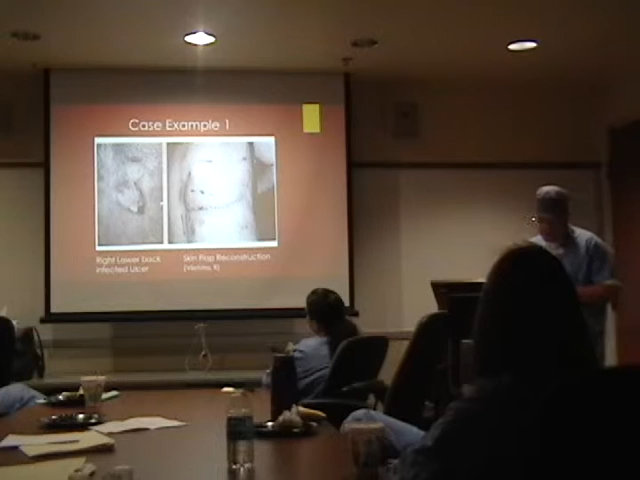 Case Example 1
Right Lower back
Infected Ulcer
Skin Flap Reconstruction